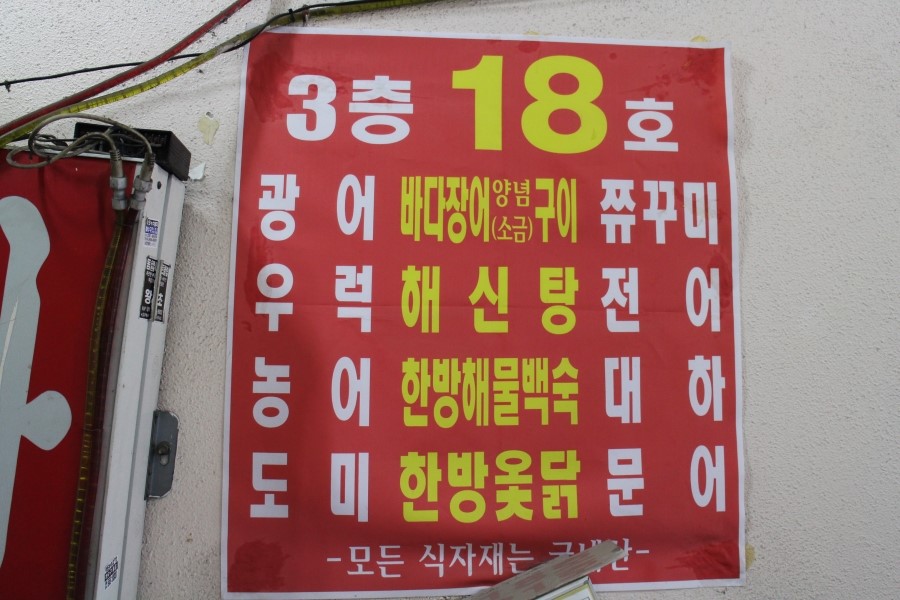 3층 18호
광어 바다장어 양념 (소금) 구이 쮸꾸미
우럭 해신탕 전어
농어 한방해물백숙 대하
도미 한방옻닭 문어
-모든 식자재는